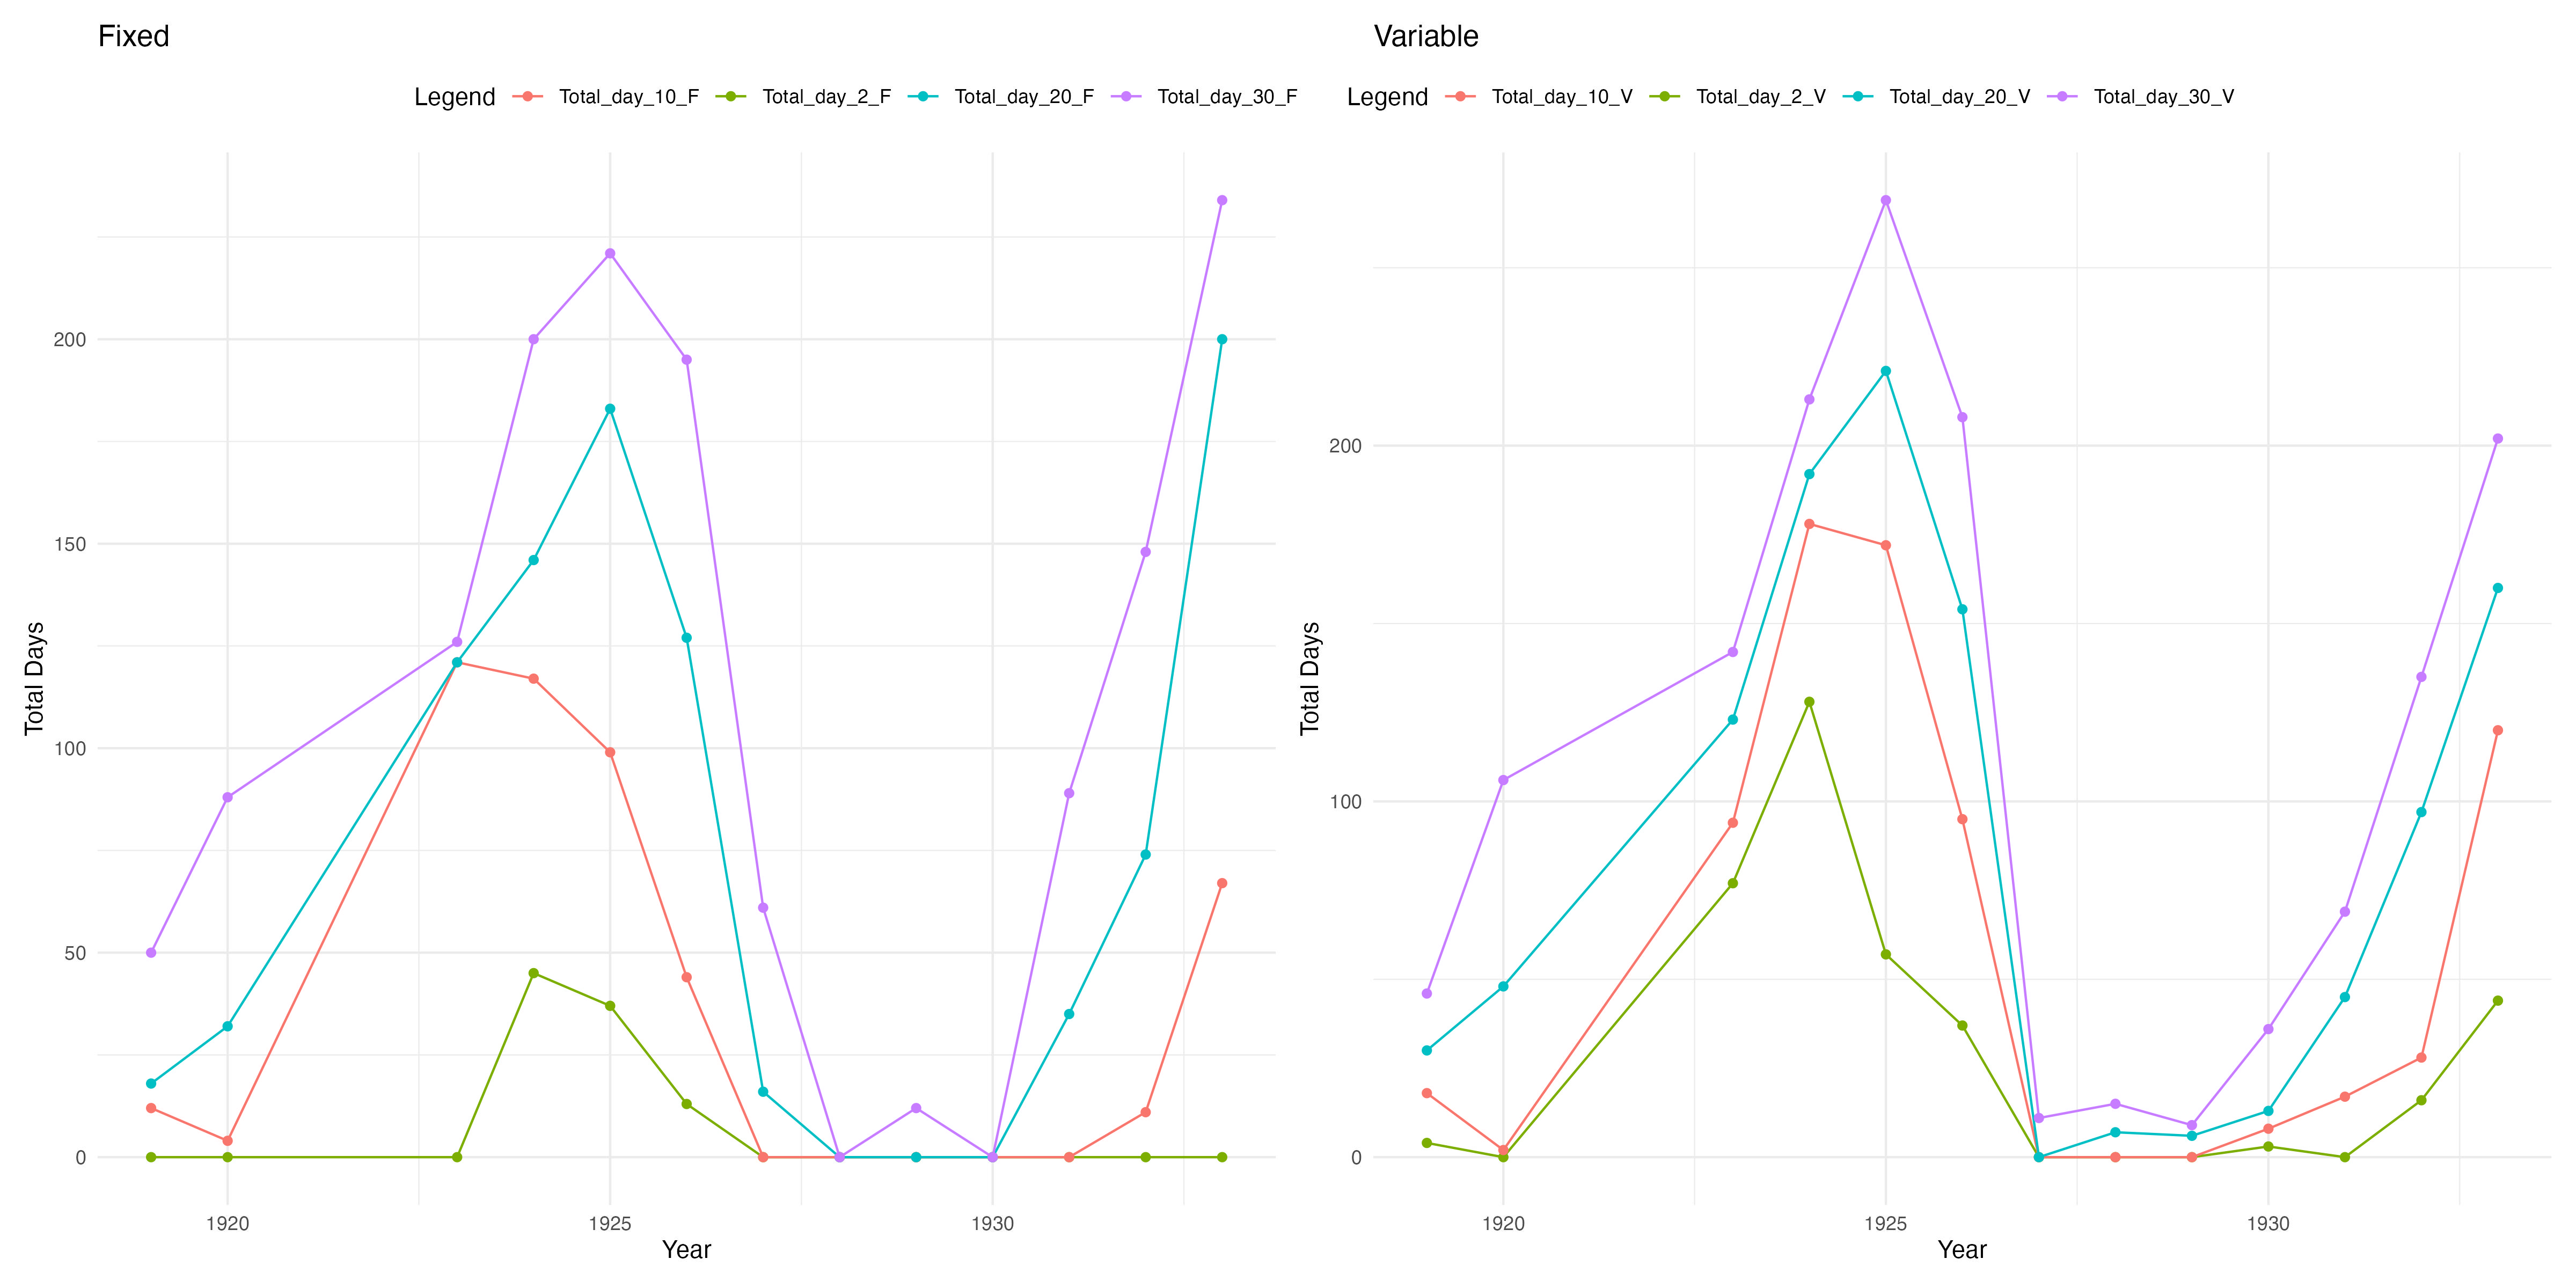 Fixed
Legend Total_day_10_F Total_day_2_F Total_day_20_F Total_day_30_F
200
150
100
50
0
Total Days
1920 1925 1930
Year
Variable
Legend Total_day_10_V Total_day_2_V Total_day_20_V Total_day_30_V
200
100
0
Total Days
1920 1925 1930
Year